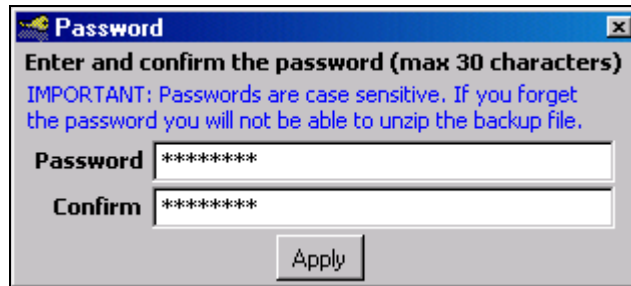 Password
Enter and confirm the password (max 30 characters)
IMPORTANT: Passwords are case sensitive. If you forget
the password you will not be able to unzip the backup file.
Password ********
Confirm ********
Apply